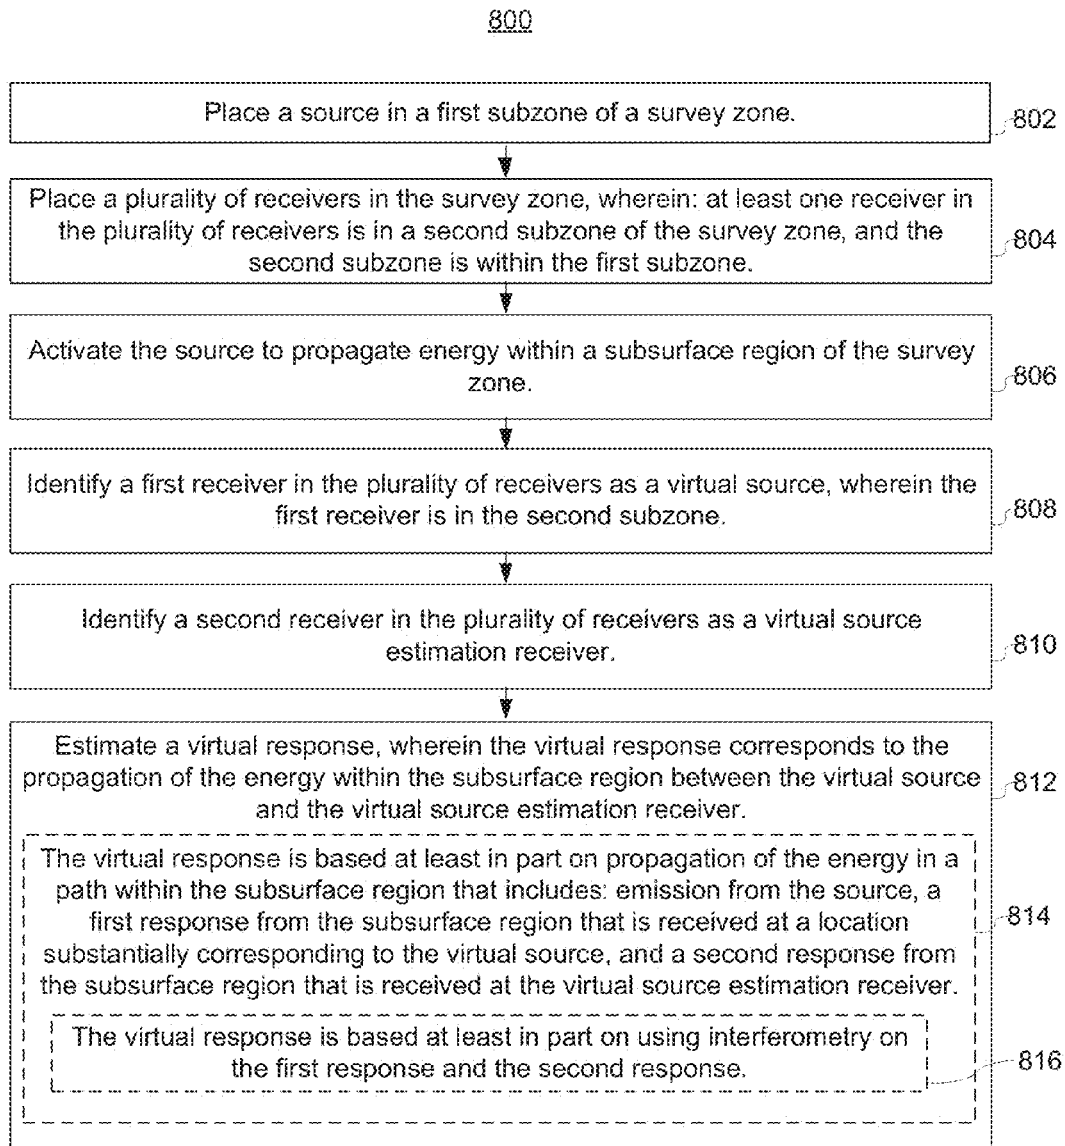 800
Place a source in a first subzone of a survey zone.
802
Place a plurality of receivers in the survey zone, wherein: at least one receiver in
the plurality of receivers is in a second subzone of the survey zone, and the
second subzone is within the first subzone.
804
Activate the source to propagate energy within a subsurface region of the survey
zone.
806
Identify a first receiver in the plurality of receivers as a virtual source, wherein the
first receiver is in the second subzone.
808
Identify a second receiver in the plurality of receivers as a virtual source
estimation receiver.
810
Estimate a virtual response, wherein the virtual response corresponds to the
propagation of the energy within the subsurface region between the virtual source
and the virtual source estimation receiver.
812
The virtual response is based at least in part on propagation of the energy in a
path within the subsurface region that includes: emission from the source, a
first response from the subsurface region that is received at a location
substantially corresponding to the virtual source, and a second response from
the subsurface region that is received at the virtual source estimation receiver.
814
The virtual response is based at least in part on using interferometry on
the first response and the second response.
816